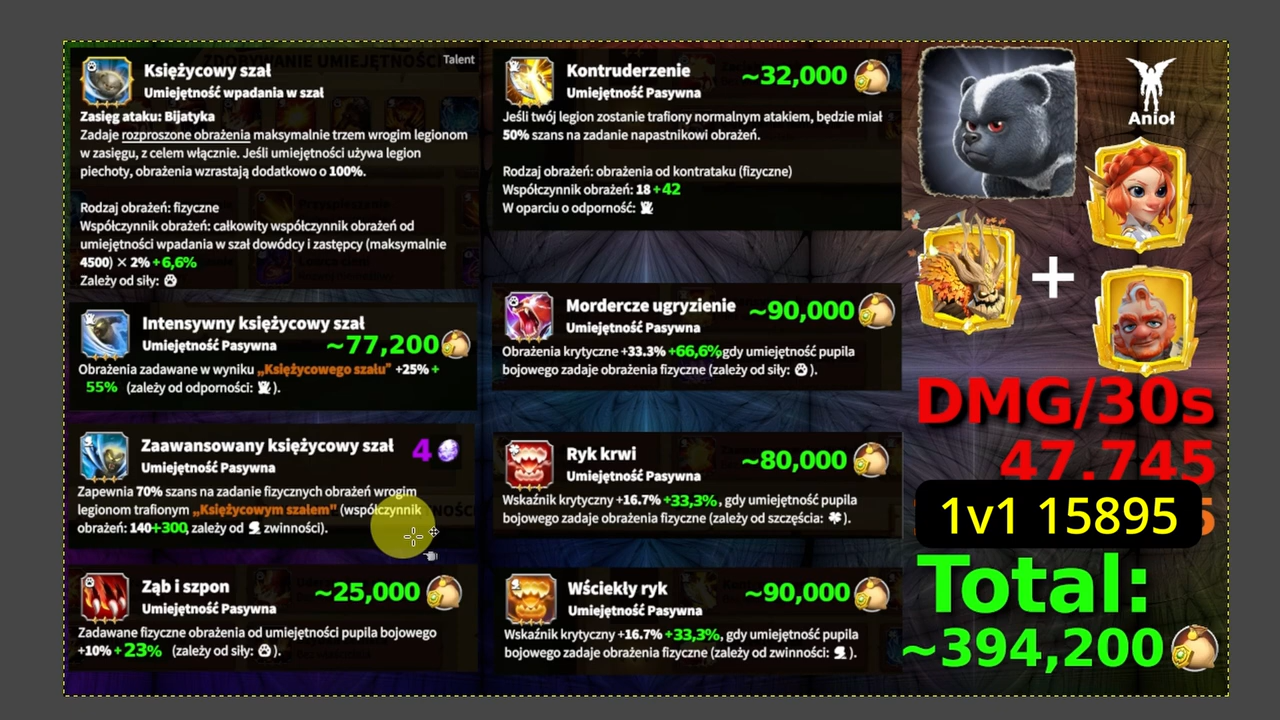 Talent
Księżycowy szał
Umiejętność wpadania w szał
Zasięg ataku: Bijatyka
Zadaje rozproszone obrażenia maksymalnie trzem wrogim legionom
w zasięgu, z celem włącznie. Jeśli umiejętności używa legion
piechoty, obrażenia wzrastają dodatkowo o 100%.
Rodzaj obrażeń: fizyczne
Współczynnik obrażeń: całkowity współczynnik obrażeń od
umiejętności wpadania w szał dowódcy i zastępcy (maksymalnie
4500) × 2% +6,6%
Zależy od siły:
Intensywny księżycowy szał
Umiejętność Pasywna
~77,200
Obrażenia zadawane w wyniku „Księżycowego szału” +25% +
55% (zależy od odporności: ).
Zaawansowany księżycowy szał
4
Umiejętność Pasywna
Zapewnia 70% szans na zadanie fizycznych obrażeń wrogim
legionom trafionym „Księżycowym szałem” (współczynnik
obrażeń: 140+300, zależy od zwinności).
Ząb i szpon
~25,000
Umiejętność Pasywna
Zadawane fizyczne obrażenia od umiejętności pupila bojowego
+10% +23% (zależy od siły: ).
Kontruderzenie
~32,000
Umiejętność Pasywna
Jeśli twój legion zostanie trafiony normalnym atakiem, będzie miał
50% szans na zadanie napastnikowi obrażeń.
Rodzaj obrażeń: obrażenia od kontrataku (fizyczne)
Współczynnik obrażeń: 18 +42
W oparciu o odporność:
Mordercze ugryzienie
~90,000
Umiejętność Pasywna
Obrażenia krytyczne +33.3% +66,6%gdy umiejętność pupila
bojowego zadaje obrażenia fizyczne (zależy od siły: ).
Ryk krwi
~80,000
Umiejętność Pasywna
Wskaźnik krytyczny +16.7% +33,3%, gdy umiejętność pupila
bojowego zadaje obrażenia fizyczne (zależy od szczęścia: ).
Wściekły ryk
~90,000
Umiejętność Pasywna
Wskaźnik krytyczny +16.7% +33,3%, gdy umiejętność pupila
bojowego zadaje obrażenia fizyczne (zależy od zwinności: ).
Anioł
+
DMG/30s
47.745
1v1 15895
Total:
~394,200